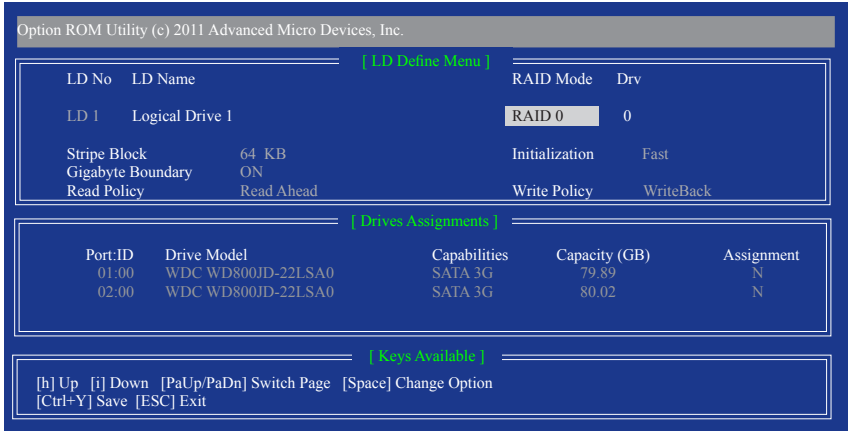 Option ROM Utility (c) 2011 Advanced Micro Devices, Inc.
[ LD Define Menu ]
LD No LD Name RAID Mode Drv
LD 1 Logical Drive 1 RAID 0 0
Stripe Block 64 KB Initialization Fast
Gigabyte Boundary ON
Read Policy Read Ahead Write Policy WriteBack
[ Drives Assignments ]
Port:ID Drive Model Capabilities Capacity (GB) Assignment
01:00 WDC WD800JD-22LSA0 SATA 3G 79.89 N
02:00 WDC WD800JD-22LSA0 SATA 3G 80.02 N
[ Keys Available ]
[h] Up [i] Down [PaUp/PaDn] Switch Page [Space] Change Option
[Ctrl+Y] Save [ESC] Exit